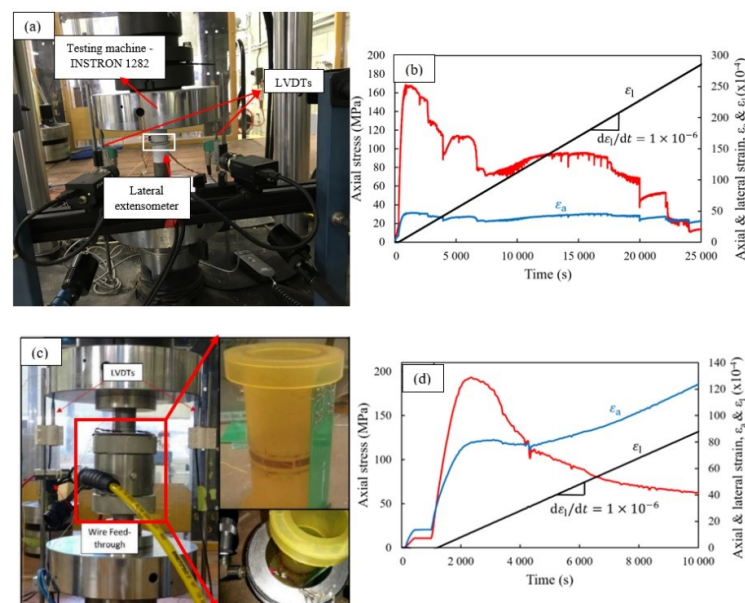 (a)
Testing machine -
INSTRON 1282
LVDTs
Lateral
extensometer
(b)
Axial stress (MPa)
200
180
160
140
120
100
80
60
40
20
0
0
5 000
10 000
15 000
20 000
25 000
Time (s)
300
250
200
150
100
50
0
Axial & lateral strain, εₐ & εₗ(x10⁻⁴)
εₗ
dεₗ/dt = 1 × 10⁻⁶
εₐ
(c)
LVDTs
Wire Feed-
through
(d)
Axial stress (MPa)
200
150
100
50
0
0
2 000
4 000
6 000
8 000
10 000
Time (s)
140
120
100
80
60
40
20
0
Axial & lateral strain, εₐ & εₗ(x10⁻⁴)
εₐ
εₗ
dεₗ/dt = 1 × 10⁻⁶